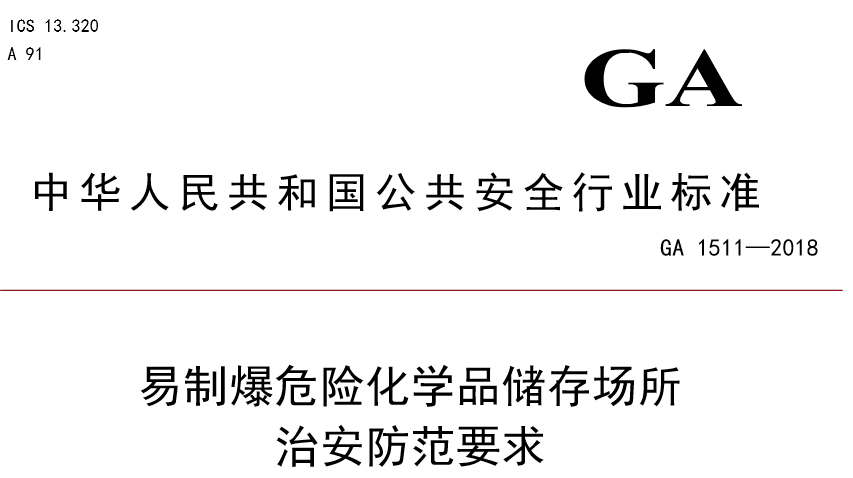 ICS 13.320
A 91
GA
中华人民共和国公共安全行业标准
GA 1511—2018
易制爆危险化学品储存场所
治安防范要求